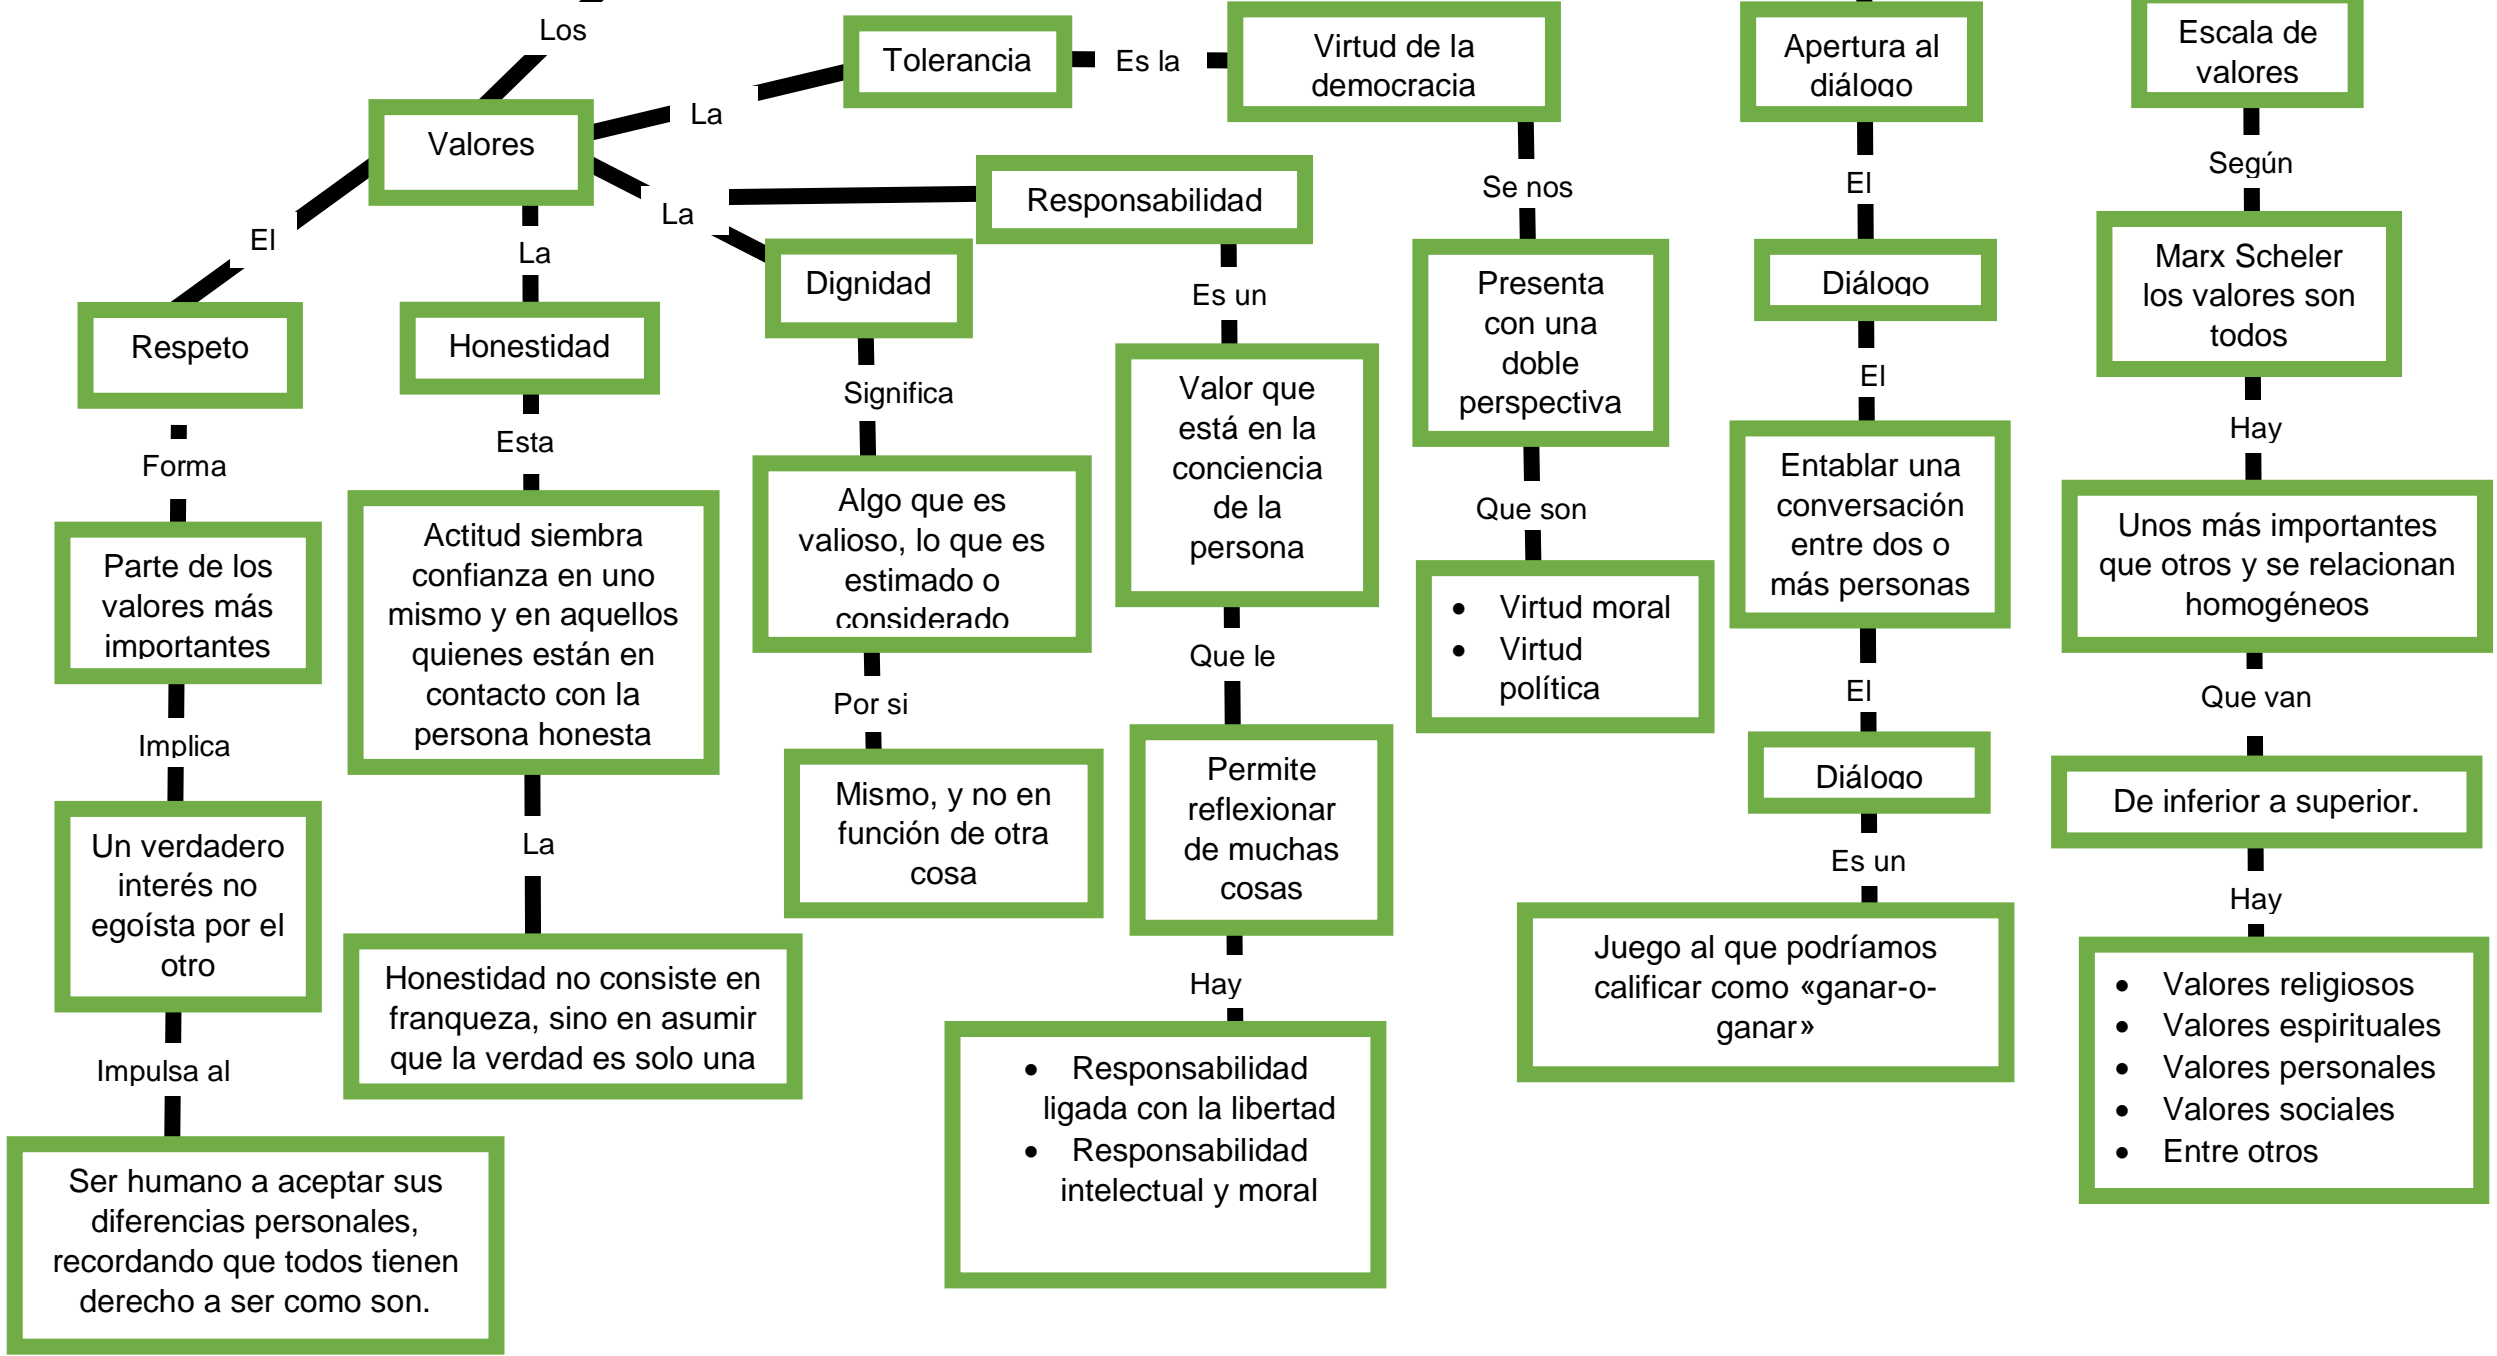 Los
Valores
La
Tolerancia
Es la
Virtud de la
democracia
Se nos
Presenta
con una
doble
perspectiva
Que son
• Virtud moral
• Virtud
política
La
Responsabilidad
Es un
Valor que
está en la
conciencia
de la
persona
Que le
Permite
reflexionar
de muchas
cosas
Hay
• Responsabilidad
ligada con la libertad
• Responsabilidad
intelectual y moral
Dignidad
Significa
Algo que es
valioso, lo que es
estimado o
considerado
Por si
Mismo, y no en
función de otra
cosa
La
Honestidad
Esta
Actitud siembra
confianza en uno
mismo y en aquellos
quienes están en
contacto con la
persona honesta
La
Honestidad no consiste en
franqueza, sino en asumir
que la verdad es solo una
El
Respeto
Forma
Parte de los
valores más
importantes
Implica
Un verdadero
interés no
egoísta por el
otro
Impulsa al
Ser humano a aceptar sus
diferencias personales,
recordando que todos tienen
derecho a ser como son.
Apertura al
diálogo
El
Diálogo
El
Entablar una
conversación
entre dos o
más personas
El
Diálogo
Es un
Juego al que podríamos
calificar como «ganar-o-
ganar»
Escala de
valores
Según
Marx Scheler
los valores son
todos
Hay
Unos más importantes
que otros y se relacionan
homogéneos
Que van
De inferior a superior.
Hay
• Valores religiosos
• Valores espirituales
• Valores personales
• Valores sociales
• Entre otros